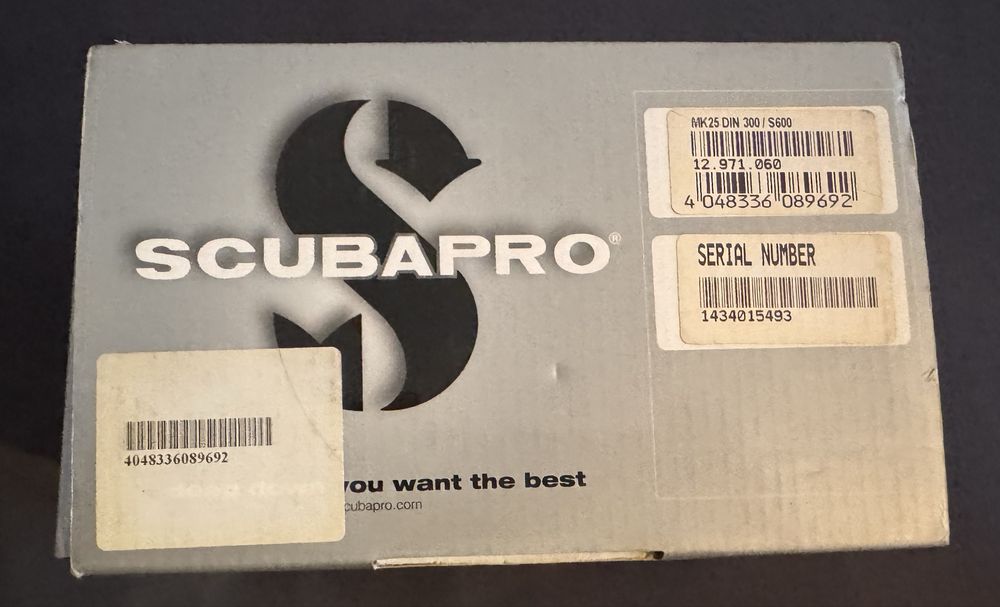 SCUBAPRO®
MK25 DIN 300 / S600
12.971.060
4 048336 089692
SERIAL NUMBER
1434015493
4048336089692
you want the best
cubapro.com